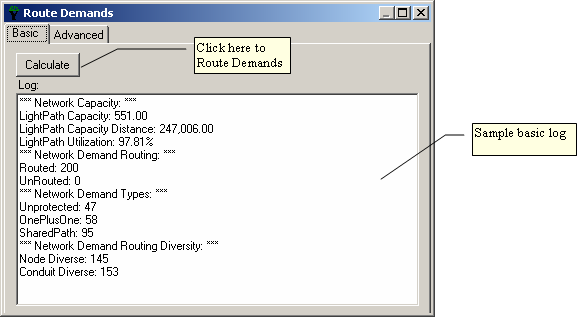 Route Demands
Basic
Advanced
Calculate
Click here to
Route Demands
Log:
*** Network Capacity: ***
LightPath Capacity: 551.00
LightPath Capacity Distance: 247,006.00
LightPath Utilization: 97.81%
*** Network Demand Routing: ***
Routed: 200
UnRouted: 0
*** Network Demand Types: ***
Unprotected: 47
OnePlusOne: 58
SharedPath: 95
*** Network Demand Routing Diversity: ***
Node Diverse: 145
Conduit Diverse: 153
Sample basic log